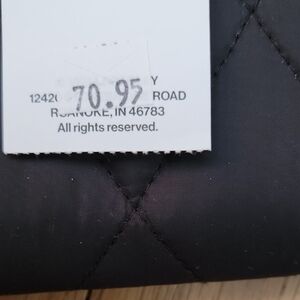 Y
70.95
ROAD
ROANOKE, IN 46783
All rights reserved.